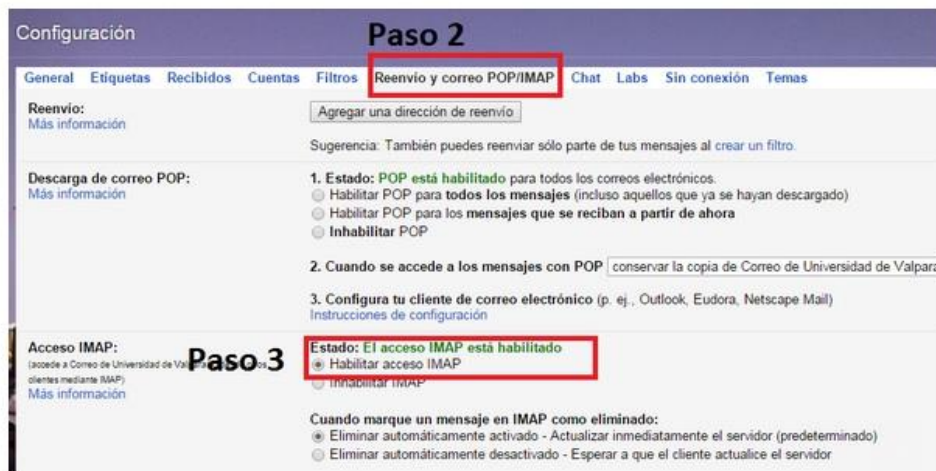 Configuración
Paso 2
General Etiquetas Recibidos Cuentas Filtros Reenvío y correo POP/IMAP Chat Labs Sin conexión Temas
Reenvío:
Más información
Agregar una dirección de reenvío
Sugerencia: También puedes reenviar sólo parte de tus mensajes al crear un filtro.
Descarga de correo POP:
Más información
1. Estado: POP está habilitado para todos los correos electrónicos.
Habilitar POP para todos los mensajes (incluso aquellos que ya se hayan descargado)
Habilitar POP para los mensajes que se reciban a partir de ahora
Inhabilitar POP
2. Cuando se accede a los mensajes con POP conservar la copia de Correo de Universidad de Valpara
3. Configura tu cliente de correo electrónico (p. ej., Outlook, Eudora, Netscape Mail)
Instrucciones de configuración
Acceso IMAP:
(accede a Correo de Universidad de
clientes mediante IMAP)
Más información
Paso 3
Estado: El acceso IMAP está habilitado
Habilitar acceso IMAP
Inhabilitar IMAP
Cuando marque un mensaje en IMAP como eliminado:
Eliminar automáticamente activado - Actualizar inmediatamente el servidor (predeterminado)
Eliminar automáticamente desactivado - Esperar a que el cliente actualice el servidor